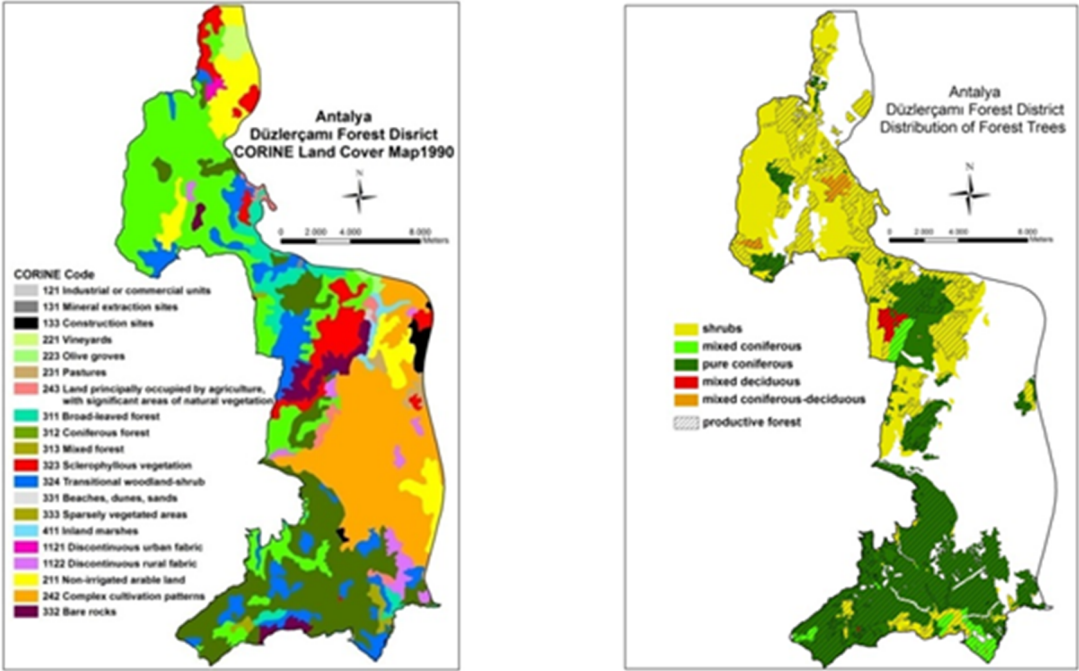 Antalya
Düzlerçamı Forest Disrict
CORINE Land Cover Map1990
N
0 2 000 4 000 8 000
Meters
CORINE Code
121 Industrial or commercial units
131 Mineral extraction sites
133 Construction sites
221 Vineyards
223 Olive groves
231 Pastures
243 Land principally occupied by agriculture,
with significant areas of natural vegetation
311 Broad-leaved forest
312 Coniferous forest
313 Mixed forest
323 Sclerophyllous vegetation
324 Transitional woodland-shrub
331 Beaches, dunes, sands
333 Sparsely vegetated areas
411 Inland marshes
1121 Discontinuous urban fabric
1122 Discontinuous rural fabric
211 Non-irrigated arable land
242 Complex cultivation patterns
332 Bare rocks
Antalya
Düzlerçamı Forest District
Distribution of Forest Trees
N
0 2 000 4 000 8 000
Meters
shrubs
mixed coniferous
pure coniferous
mixed deciduous
mixed coniferous-deciduous
productive forest